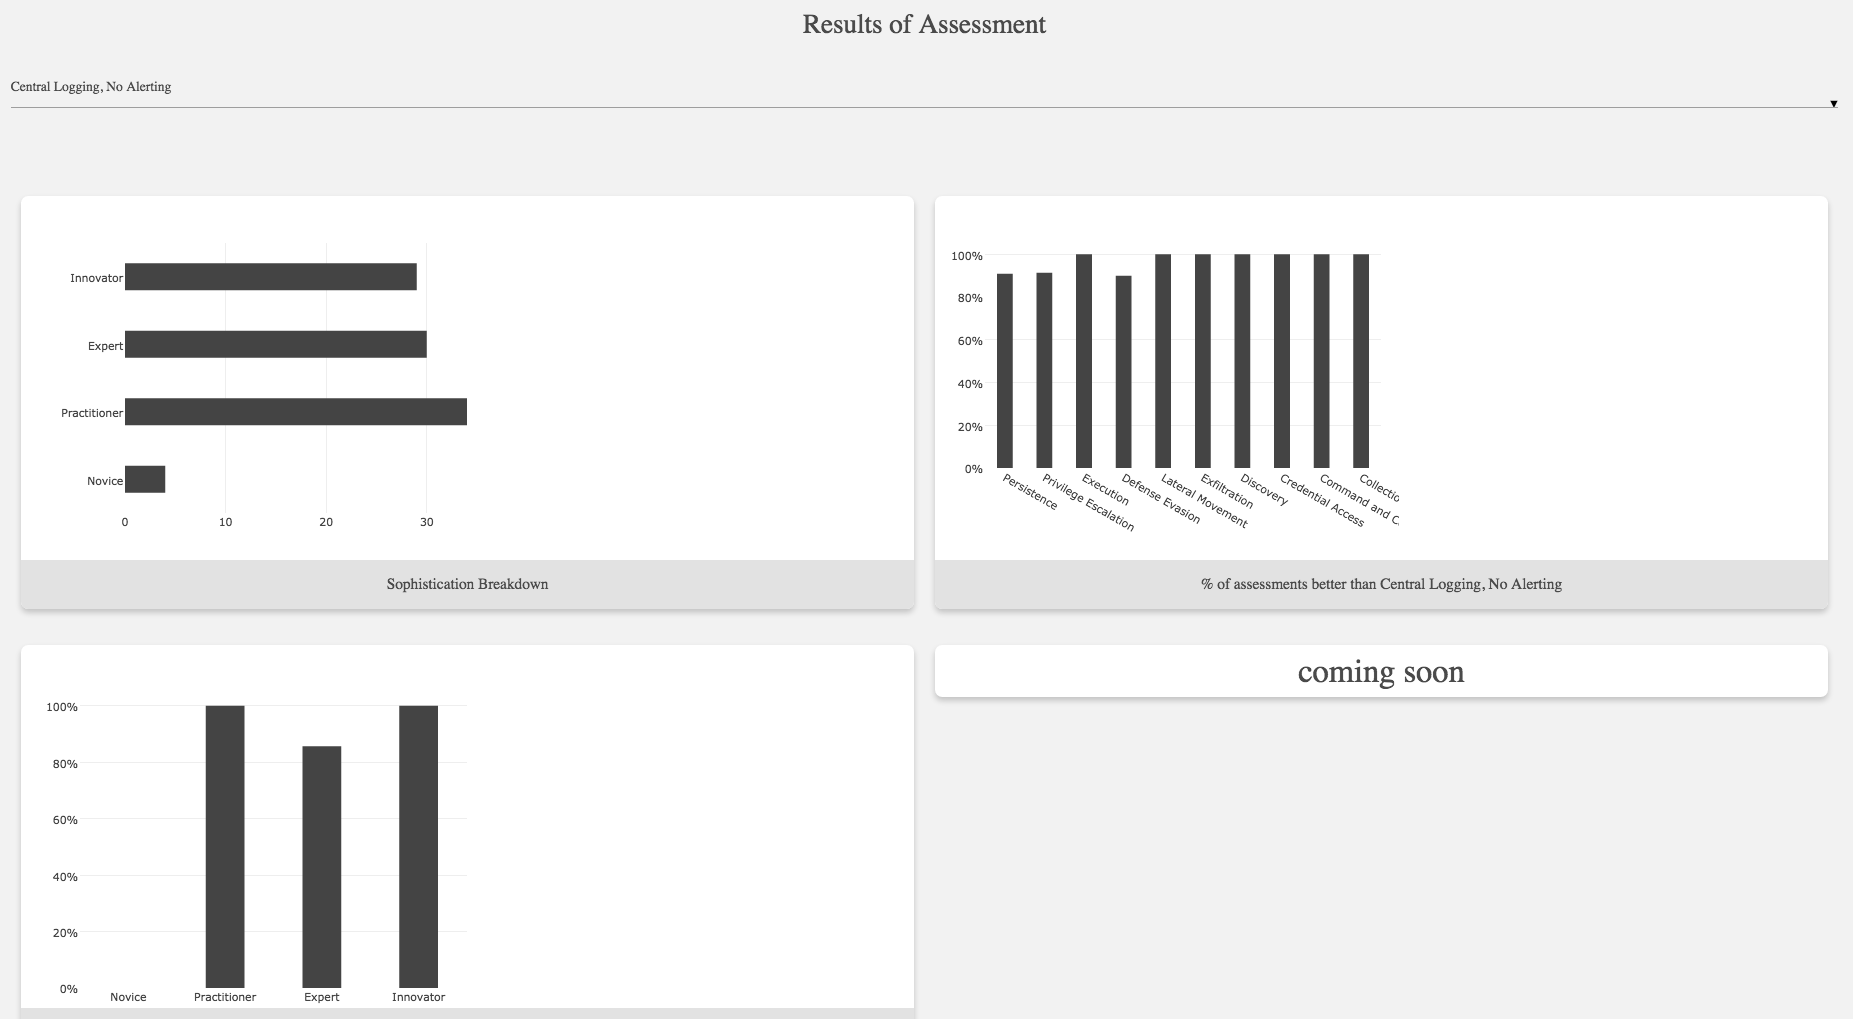 Results of Assessment
Central Logging, No Alerting
▼
Innovator
Expert
Practitioner
Novice
0 10 20 30
Sophistication Breakdown
100%
80%
60%
40%
20%
0%
Persistence
Privilege Escalation
Execution
Defense Evasion
Lateral Movement
Exfiltration
Discovery
Credential Access
Command and C
Collectio
% of assessments better than Central Logging, No Alerting
100%
80%
60%
40%
20%
0%
Novice Practitioner Expert Innovator
coming soon